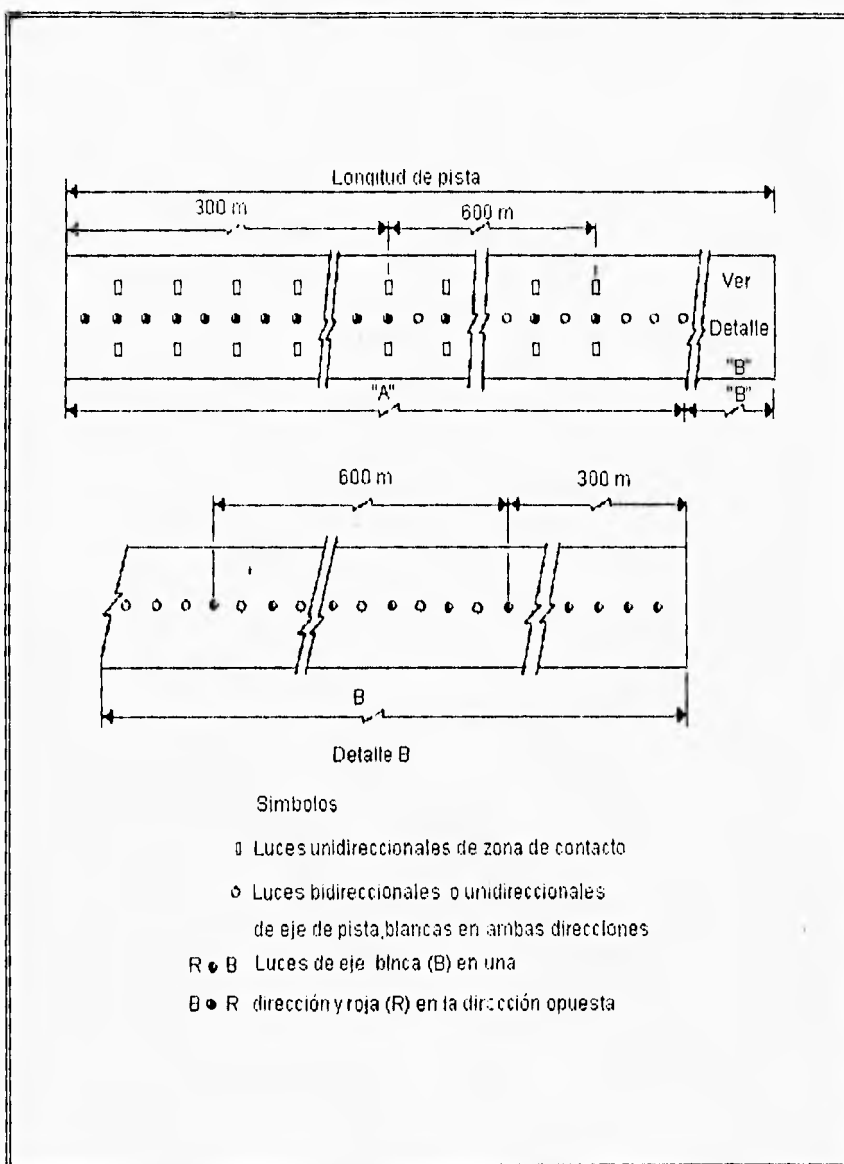 Longitud de pista
300 m
600 m
Ver
Detalle
"B"
"A"
"B"
600 m
300 m
B
Detalle B
Simbolos
Luces unidireccionales de zona de contacto
Luces bidireccionales o unidireccionales
de eje de pista,blancas en ambas direcciones
R B Luces de eje blnca (B) en una
B R dirección y roja (R) en la dirección opuesta